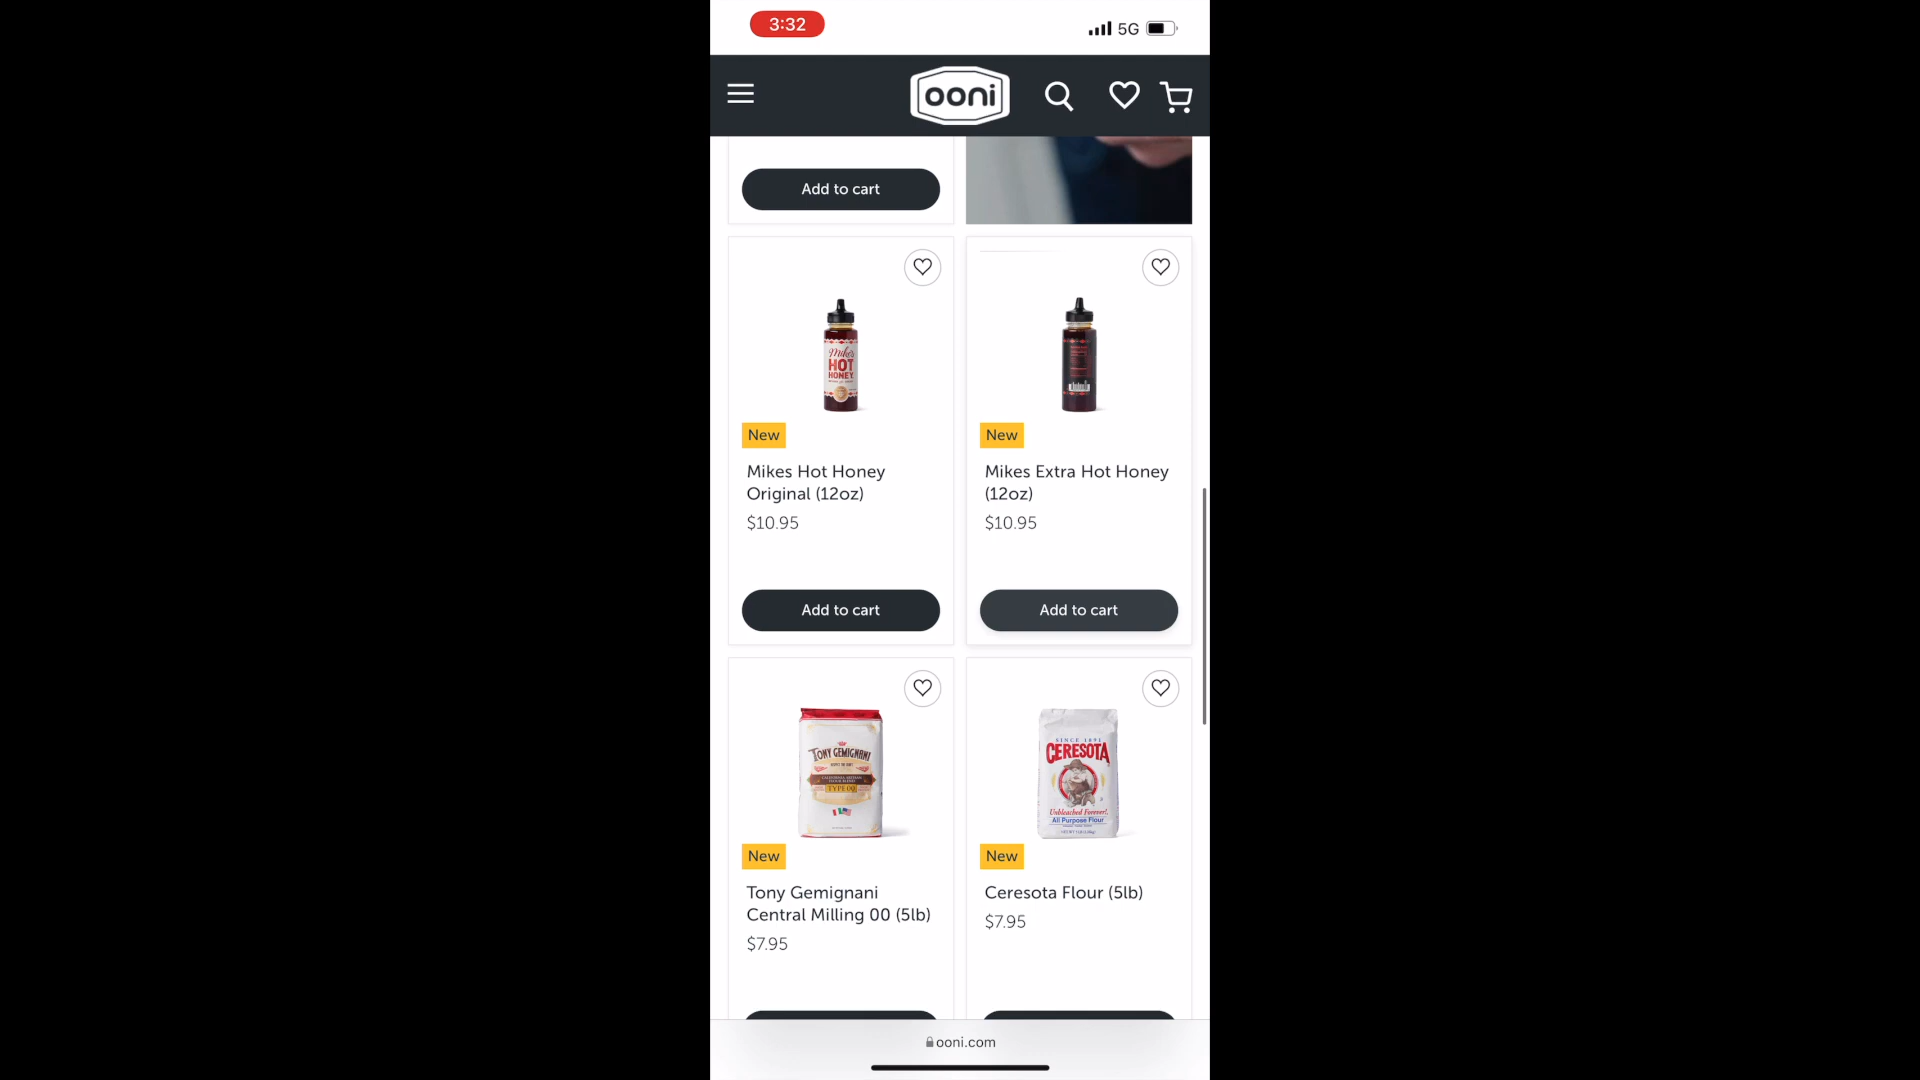 3:32
5G
ooni
Add to cart
Mike's
HOT
HONEY
New
New
Mikes Hot Honey
Original (12oz)
$10.95
Mikes Extra Hot Honey
(12oz)
$10.95
Add to cart
Add to cart
TONY GEMIGNANI
TYPE 00
SINCE 1891
CERESOTA
Unbleached Forever!
All Purpose Flour
New
New
Tony Gemignani
Central Milling 00 (5lb)
$7.95
Ceresota Flour (5lb)
$7.95
ooni.com